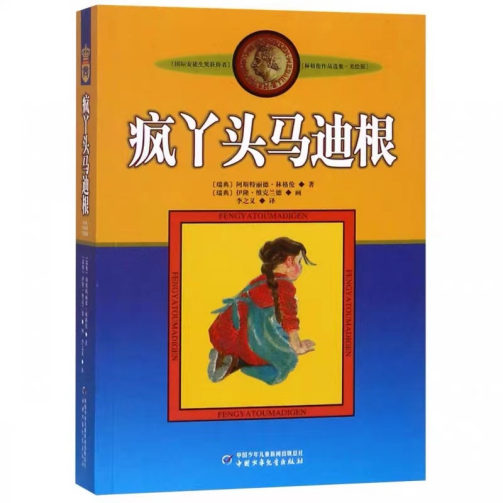 国际安徒生奖获得者
林格伦作品选集·美绘版
疯丫头马迪根
[瑞典] 阿斯特丽德·林格伦 ◆ 著
[瑞典] 伊隆·维克兰德 ◆ 画
李之义 ◆ 译
FENGYATOUMADIGEN
FENGYATOUMADIGEN
FENGYATOUMADIGEN
FENGYATOUMADIGEN
中国少年儿童新闻出版总社
中国少年儿童出版社
疯丫头马迪根